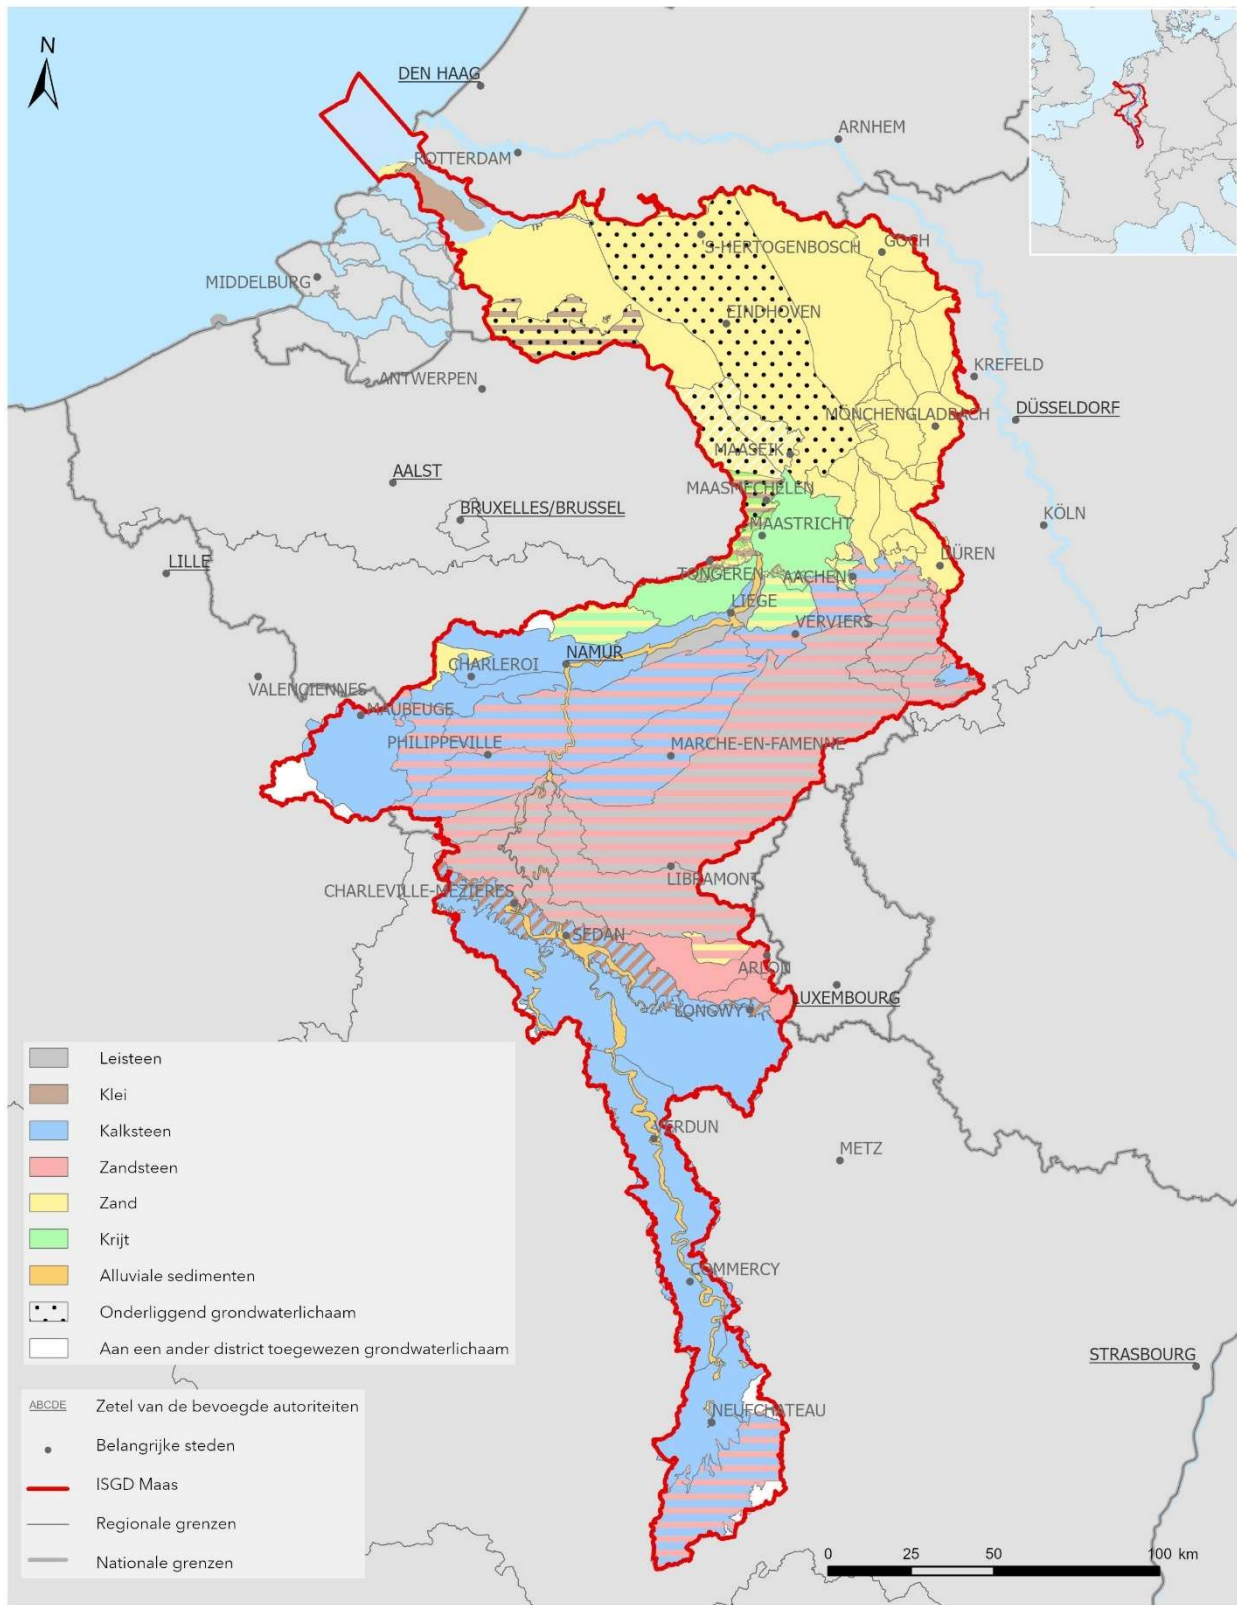 N
DEN HAAG
ARNHEM
ROTTERDAM
'S-HERTOGENBOSCH
GOCH
MIDDELBURG
EINDHOVEN
KREFELD
ANTWERPEN
MÖNCHENGLADBACH
DÜSSELDORF
MAASEIK
AALST
MAASMECHELEN
BRUXELLES/BRUSSEL
MAASTRICHT
KÖLN
LILLE
TONGEREN
AACHEN
DÜREN
LIEGE
VERVIERS
NAMUR
CHARLEROI
VALENCIENNES
MAUBEUGE
PHILIPPEVILLE
MARCHE-EN-FAMENNE
LIBRAMONT
CHARLEVILLE-MEZIERES
SEDAN
ARLON
LUXEMBOURG
LONGWY
VERDUN
METZ
COMMERCY
STRASBOURG
NEUFCHATEAU
Leisteen
Klei
Kalksteen
Zandsteen
Zand
Krijt
Alluviale sedimenten
Onderliggend grondwaterlichaam
Aan een ander district toegewezen grondwaterlichaam
ABCDE Zetel van de bevoegde autoriteiten
Belangrijke steden
ISGD Maas
Regionale grenzen
Nationale grenzen
0 25 50 100 km